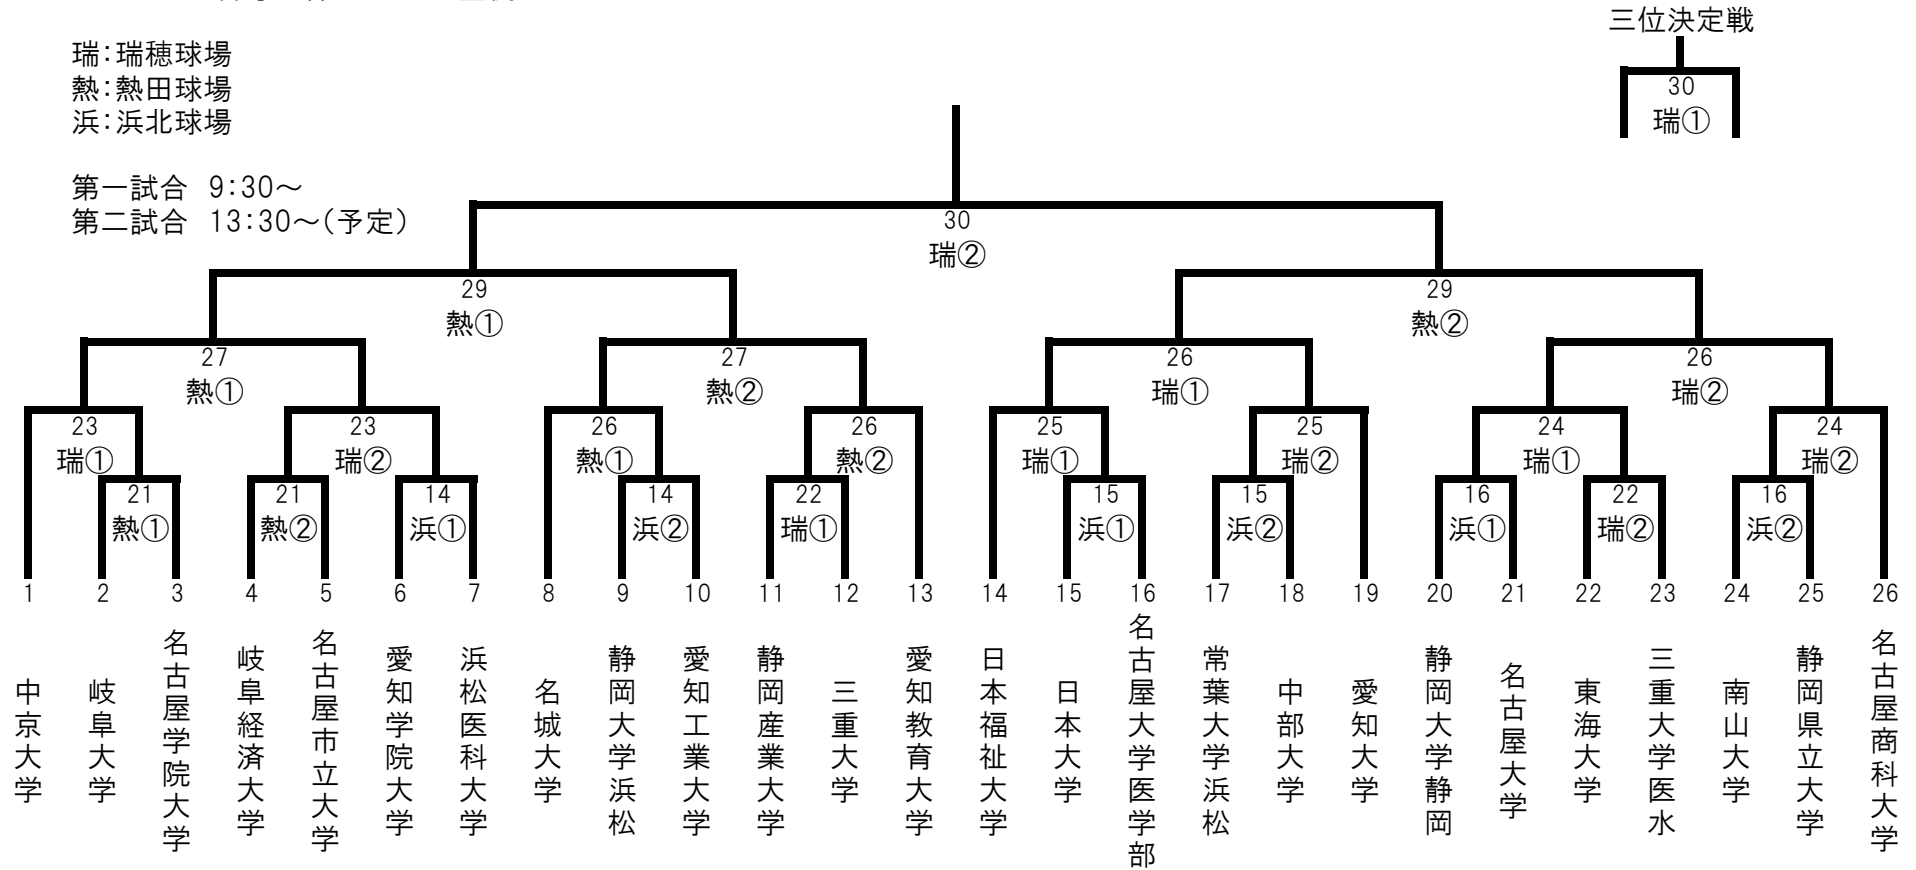 三位決定戦
30
瑞①
瑞:瑞穂球場
熱:熱田球場
浜:浜北球場
第一試合 9:30～
第二試合 13:30～(予定)
30
瑞②
29
熱①
29
熱②
27
熱①
27
熱②
26
瑞①
26
瑞②
23
瑞①
23
瑞②
26
熱①
26
熱②
25
瑞①
25
瑞②
24
瑞①
24
瑞②
21
熱①
21
熱②
14
浜①
14
浜②
22
瑞①
15
浜①
15
浜②
16
浜①
22
瑞②
16
浜②
1 2 3 4 5 6 7 8 9 10 11 12 13 14 15 16 17 18 19 20 21 22 23 24 25 26
中京大学
岐阜大学
名古屋学院大学
岐阜経済大学
名古屋市立大学
愛知学院大学
浜松医科大学
名城大学
静岡大学浜松
愛知工業大学
静岡産業大学
三重大学
愛知教育大学
日本福祉大学
日本大学
名古屋大学医学部
常葉大学浜松
中部大学
愛知大学
静岡大学静岡
名古屋大学
東海大学
三重大学医水
南山大学
静岡県立大学
名古屋商科大学